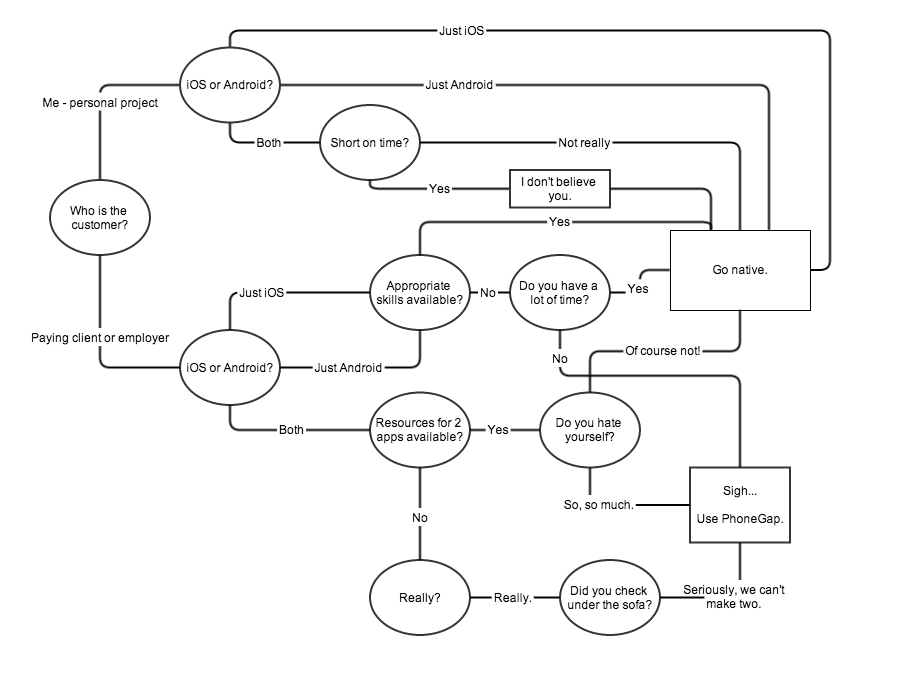 Just iOS
iOS or Android?
Just Android
Me - personal project
Both
Short on time?
Not really
Yes
I don't believe
you.
Who is the
customer?
Yes
Go native.
Just iOS
Appropriate
skills available?
No
Do you have a
lot of time?
Yes
Paying client or employer
iOS or Android?
Just Android
No
Of course not!
Both
Resources for 2
apps available?
Yes
Do you hate
yourself?
So, so much.
Sigh...
Use PhoneGap.
No
Really?
Really.
Did you check
under the sofa?
Seriously, we can't
make two.